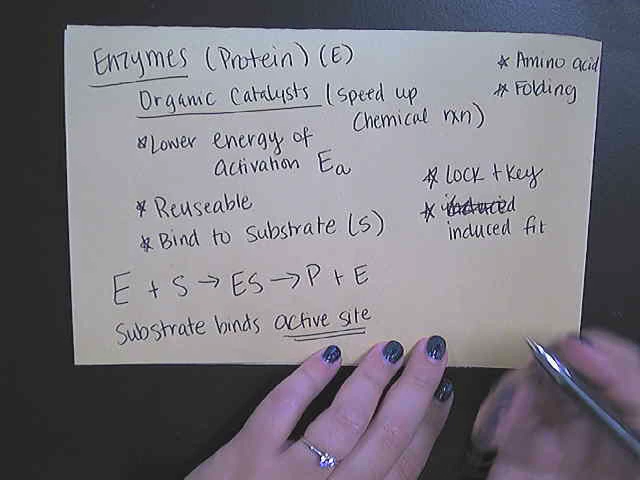 Enzymes (Protein) (E)
Organic Catalysts (speed up
Chemical rxn)
* Lower energy of
activation Ea
* Reuseable
* Bind to Substrate (S)
E + S → ES → P + E
Substrate binds active site
* Amino acid
* Folding
* Lock + Key
* induced
induced fit